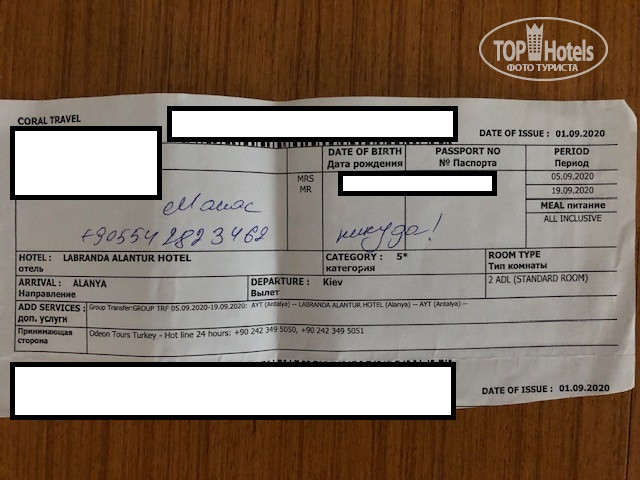 TOP Hotels
ФОТО ТУРИСТА
CORAL TRAVEL
DATE OF ISSUE : 01.09.2020
DATE OF BIRTH
Дата рождения
PASSPORT NO
№ Паспорта
PERIOD
Период
MRS
MR
05.09.2020
19.09.2020
MEAL питание
ALL INCLUSIVE
Манас
+905542823462
никуда!
HOTEL : LABRANDA ALANTUR HOTEL
отель
CATEGORY : 5*
категория
ROOM TYPE
Тип комнаты
ARRIVAL : ALANYA
Направление
DEPARTURE : Kiev
Вылет
2 ADL (STANDARD ROOM)
ADD SERVICES :
доп. услуги
Group Transfer:GROUP TRF 05.09.2020-19.09.2020: AYT (Antalya) -- LABRANDA ALANTUR HOTEL (Alanya) -- AYT (Antalya) --
Принимающая
сторона
Odeon Tours Turkey - Hot line 24 hours: +90 242 349 5050, +90 242 349 5051
DATE OF ISSUE : 01.09.2020